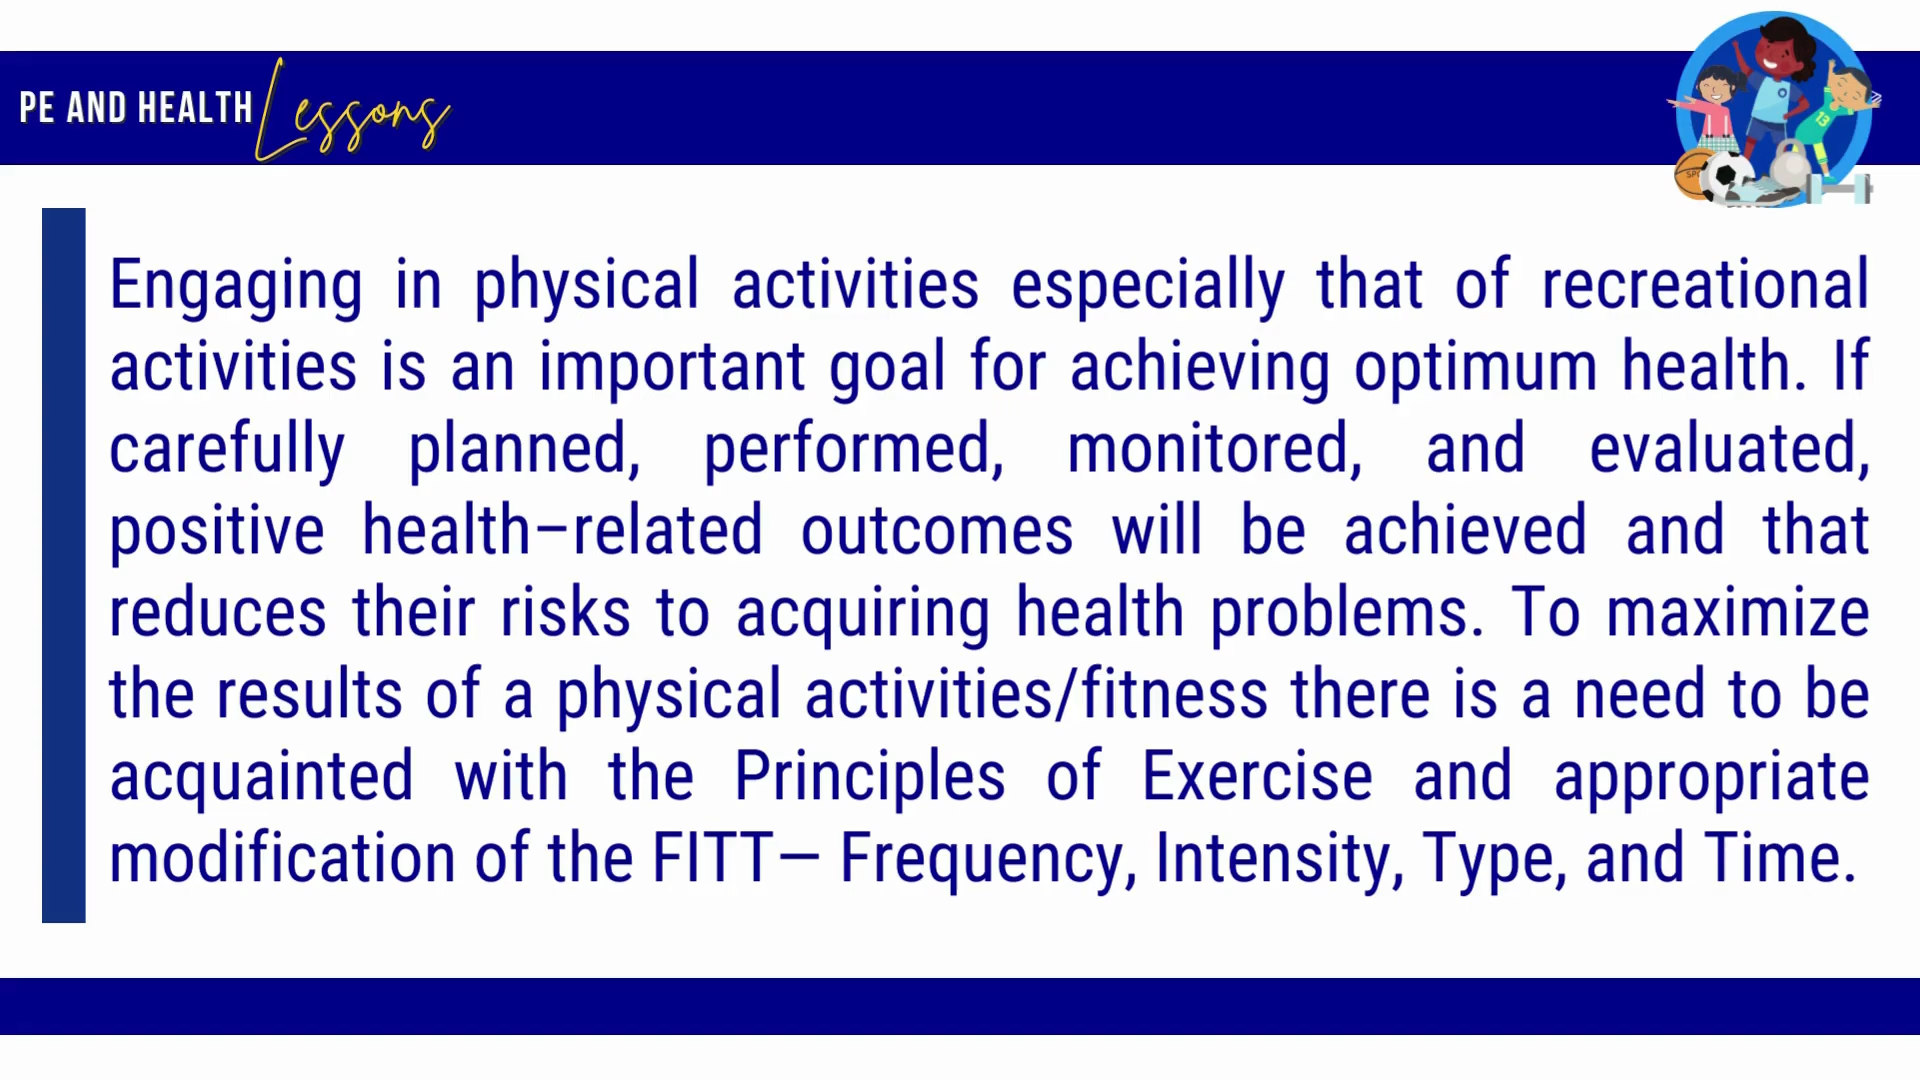 PE AND HEALTH Lessons
Engaging in physical activities especially that of recreational
activities is an important goal for achieving optimum health. If
carefully planned, performed, monitored, and evaluated,
positive health–related outcomes will be achieved and that
reduces their risks to acquiring health problems. To maximize
the results of a physical activities/fitness there is a need to be
acquainted with the Principles of Exercise and appropriate
modification of the FITT— Frequency, Intensity, Type, and Time.
13